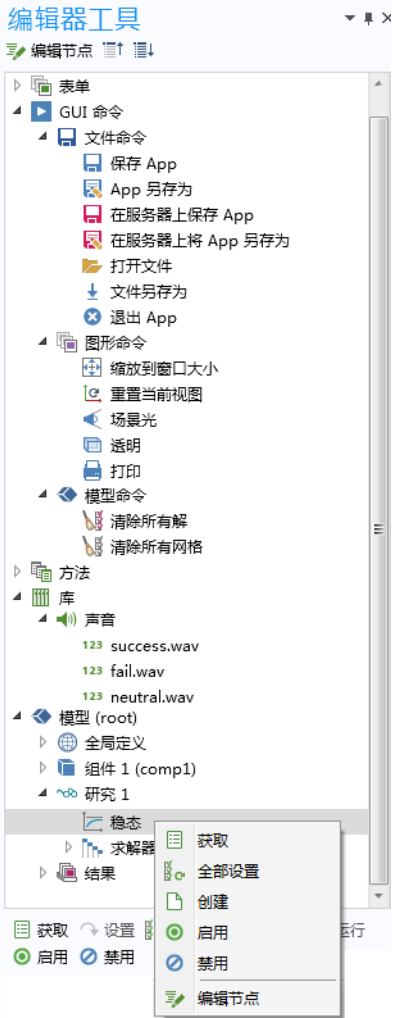 编辑器工具
编辑节点
表单
GUI 命令
文件命令
保存 App
App 另存为
在服务器上保存 App
在服务器上将 App 另存为
打开文件
文件另存为
退出 App
图形命令
缩放到窗口大小
重置当前视图
场景光
透明
打印
模型命令
清除所有解
清除所有网格
方法
库
声音
123 success.wav
123 fail.wav
123 neutral.wav
模型 (root)
全局定义
组件 1 (comp1)
研究 1
稳态
求解器
结果
获取
全部设置
创建
启用
禁用
编辑节点
获取 设置 运行
启用 禁用